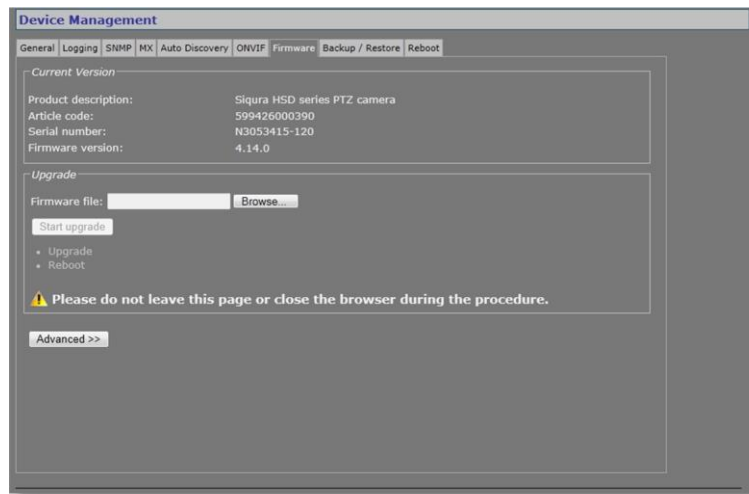 Device Management
General Logging SNMP MX Auto Discovery ONVIF Firmware Backup / Restore Reboot
Current Version
Product description: Siqura HSD series PTZ camera
Article code: 599426000390
Serial number: N3053415-120
Firmware version: 4.14.0
Upgrade
Firmware file: Browse...
Start upgrade
• Upgrade
• Reboot
Please do not leave this page or close the browser during the procedure.
Advanced >>